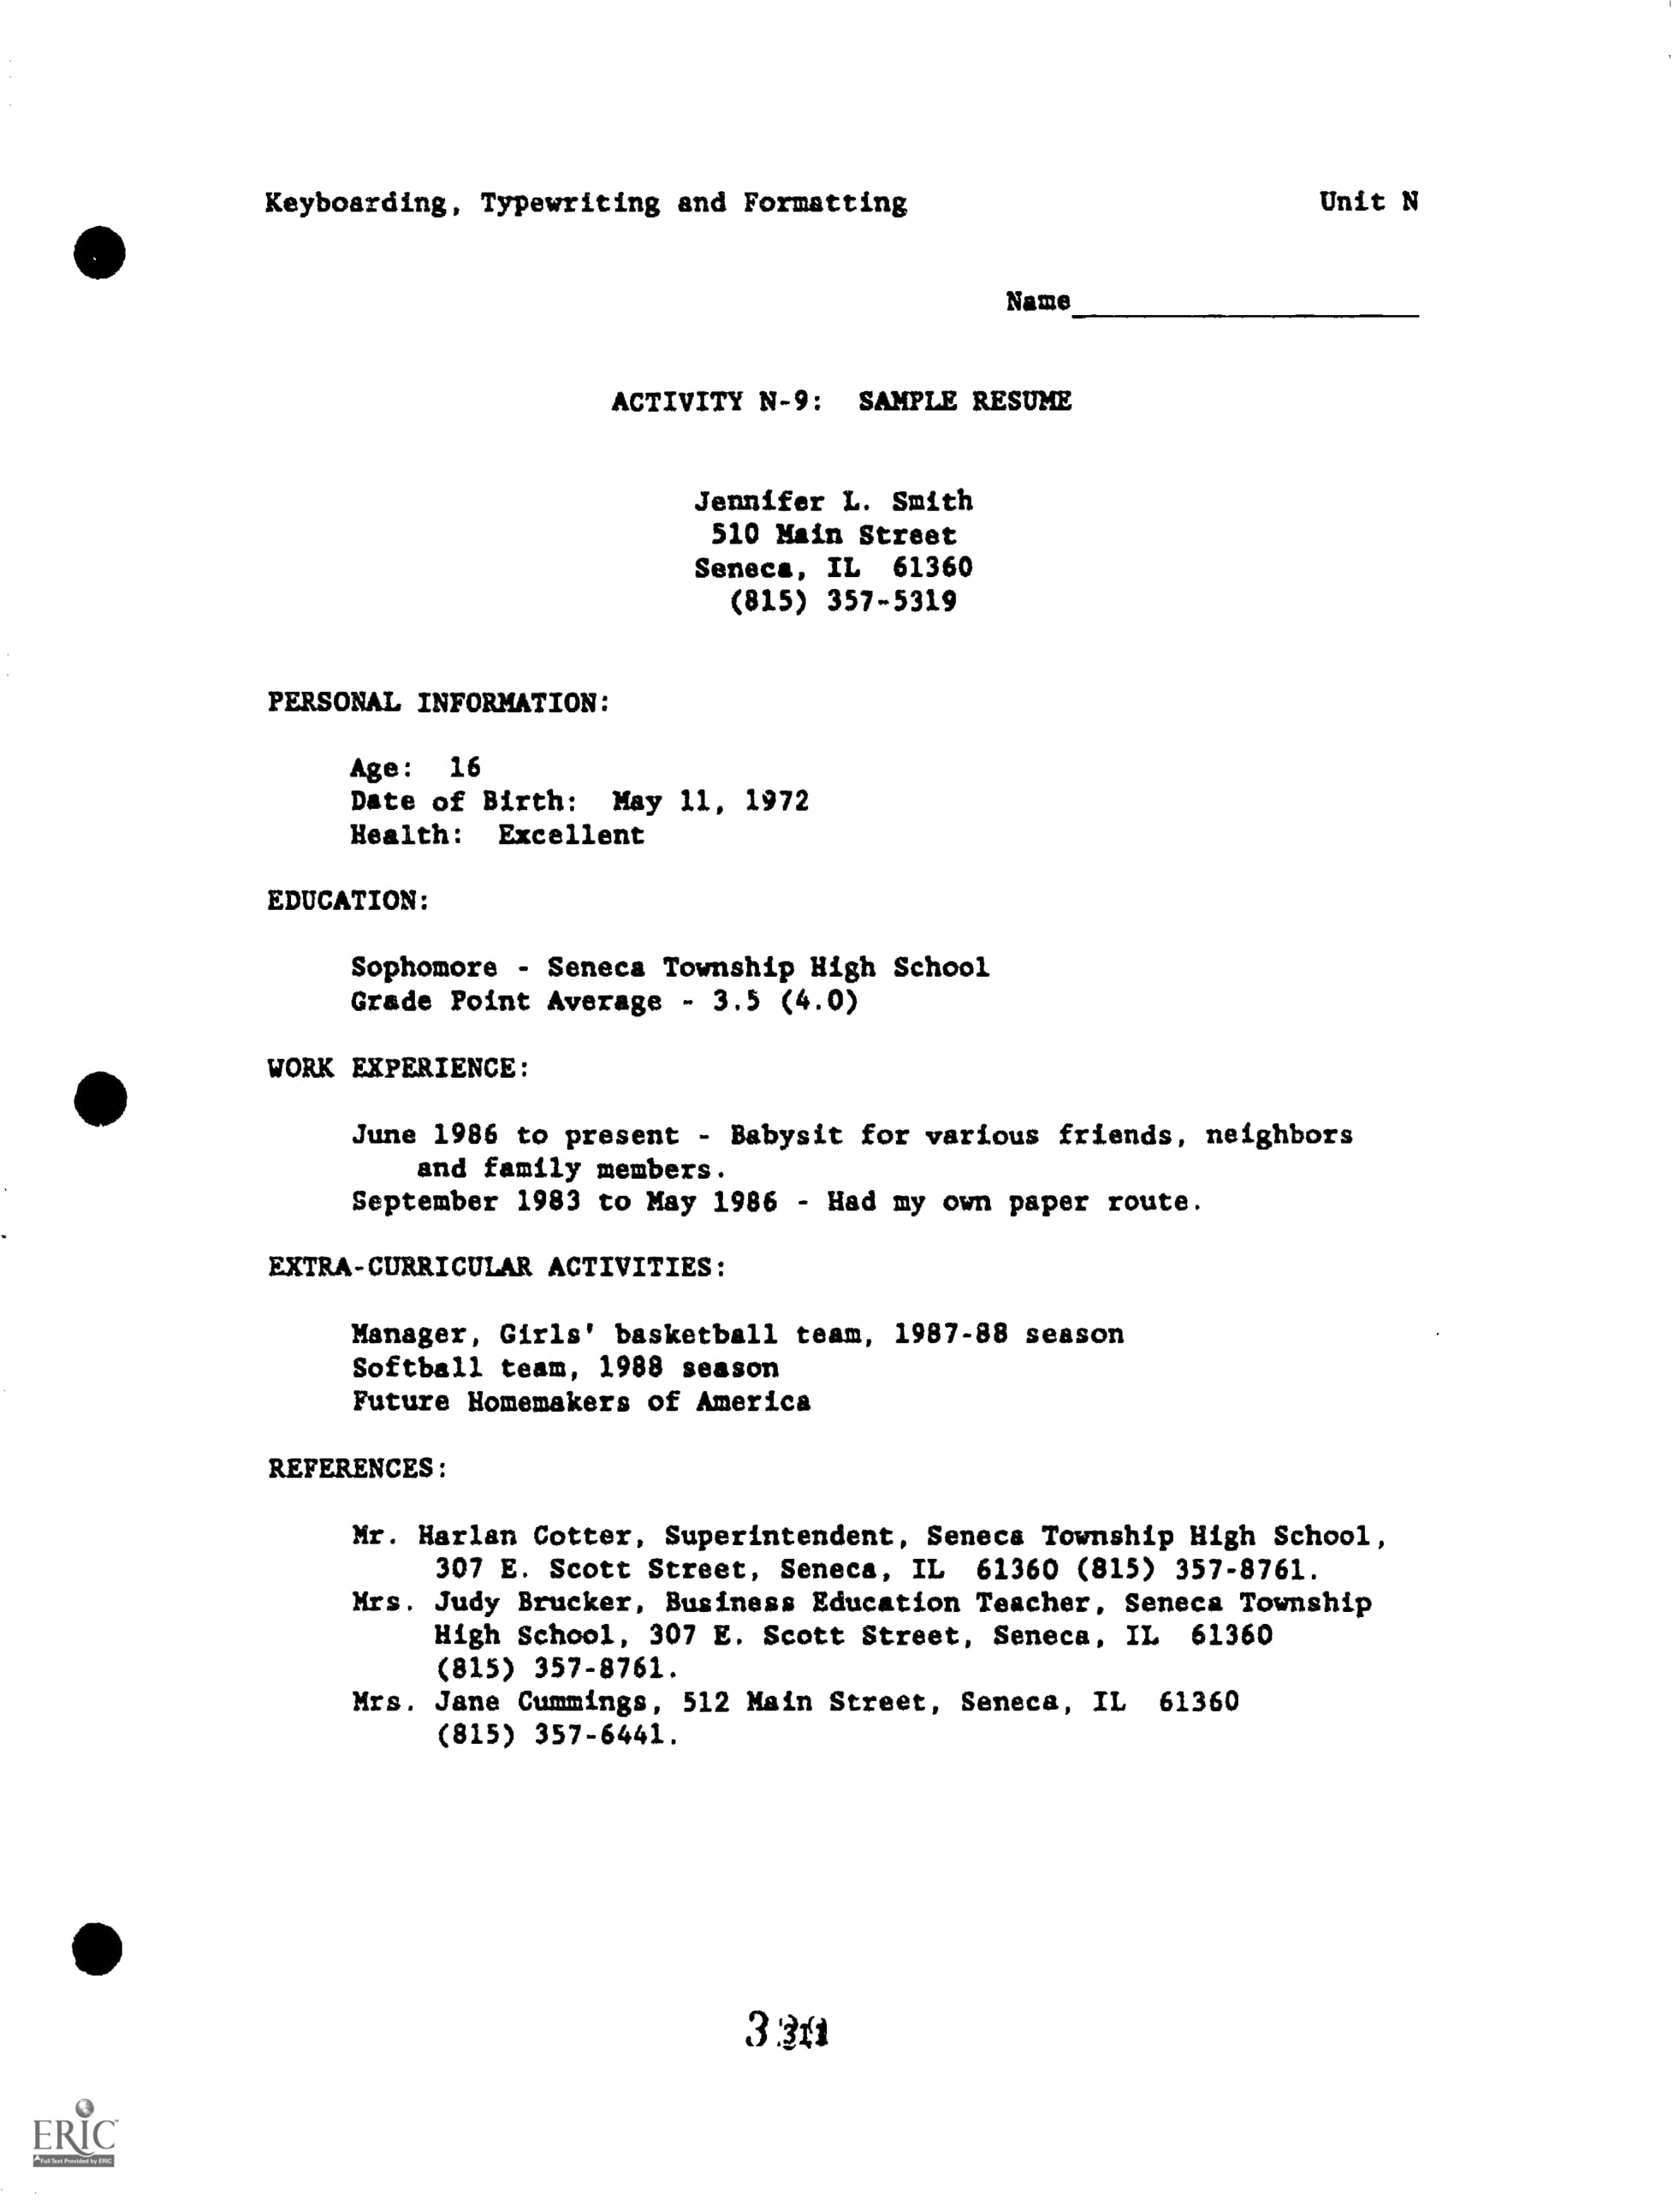 Keyboarding, Typewriting and Formatting Unit N
Name
ACTIVITY N-9: SAMPLE RESUME
Jennifer L. Smith
510 Main Street
Seneca, IL 61360
(815) 357-5319
PERSONAL INFORMATION:
Age: 16
Date of Birth: May 11, 1972
Health: Excellent
EDUCATION:
Sophomore - Seneca Township High School
Grade Point Average - 3.5 (4.0)
WORK EXPERIENCE:
June 1986 to present - Babysit for various friends, neighbors
and family members.
September 1983 to May 1986 - Had my own paper route.
EXTRA-CURRICULAR ACTIVITIES:
Manager, Girls' basketball team, 1987-88 season
Softball team, 1988 season
Future Homemakers of America
REFERENCES:
Mr. Harlan Cotter, Superintendent, Seneca Township High School,
307 E. Scott Street, Seneca, IL 61360 (815) 357-8761.
Mrs. Judy Brucker, Business Education Teacher, Seneca Township
High School, 307 E. Scott Street, Seneca, IL 61360
(815) 357-8761.
Mrs. Jane Cummings, 512 Main Street, Seneca, IL 61360
(815) 357-6441.
ERIC
Full Text Provided by ERIC